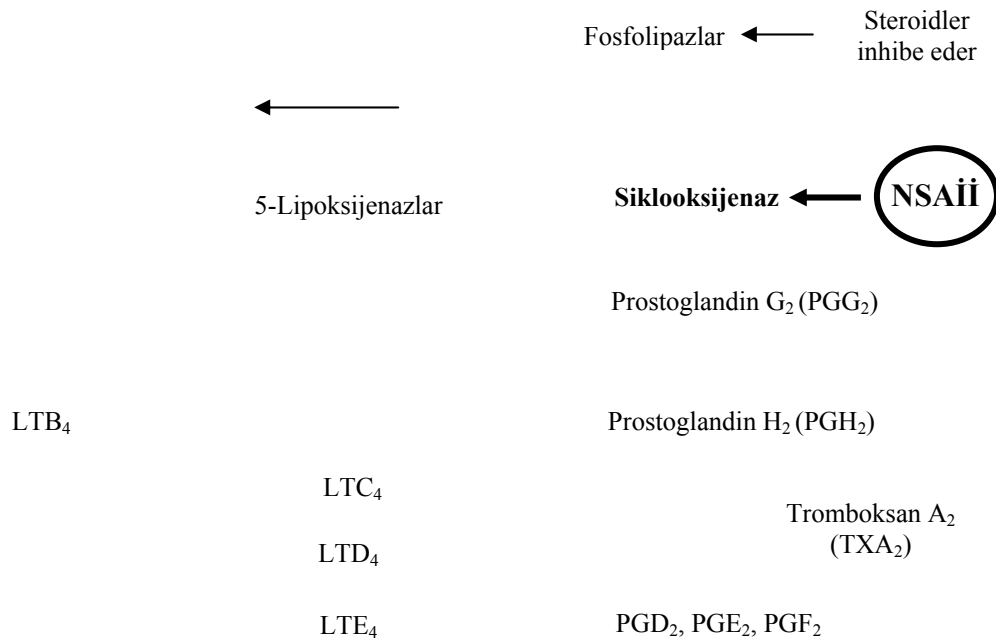 Fosfolipazlar
Steroidler
inhibe eder
5-Lipoksijenazlar
Siklooksijenaz
NSAİİ
Prostoglandin G₂ (PGG₂)
LTB₄
Prostoglandin H₂ (PGH₂)
LTC₄
Tromboksan A₂
(TXA₂)
LTD₄
LTE₄
PGD₂, PGE₂, PGF₂